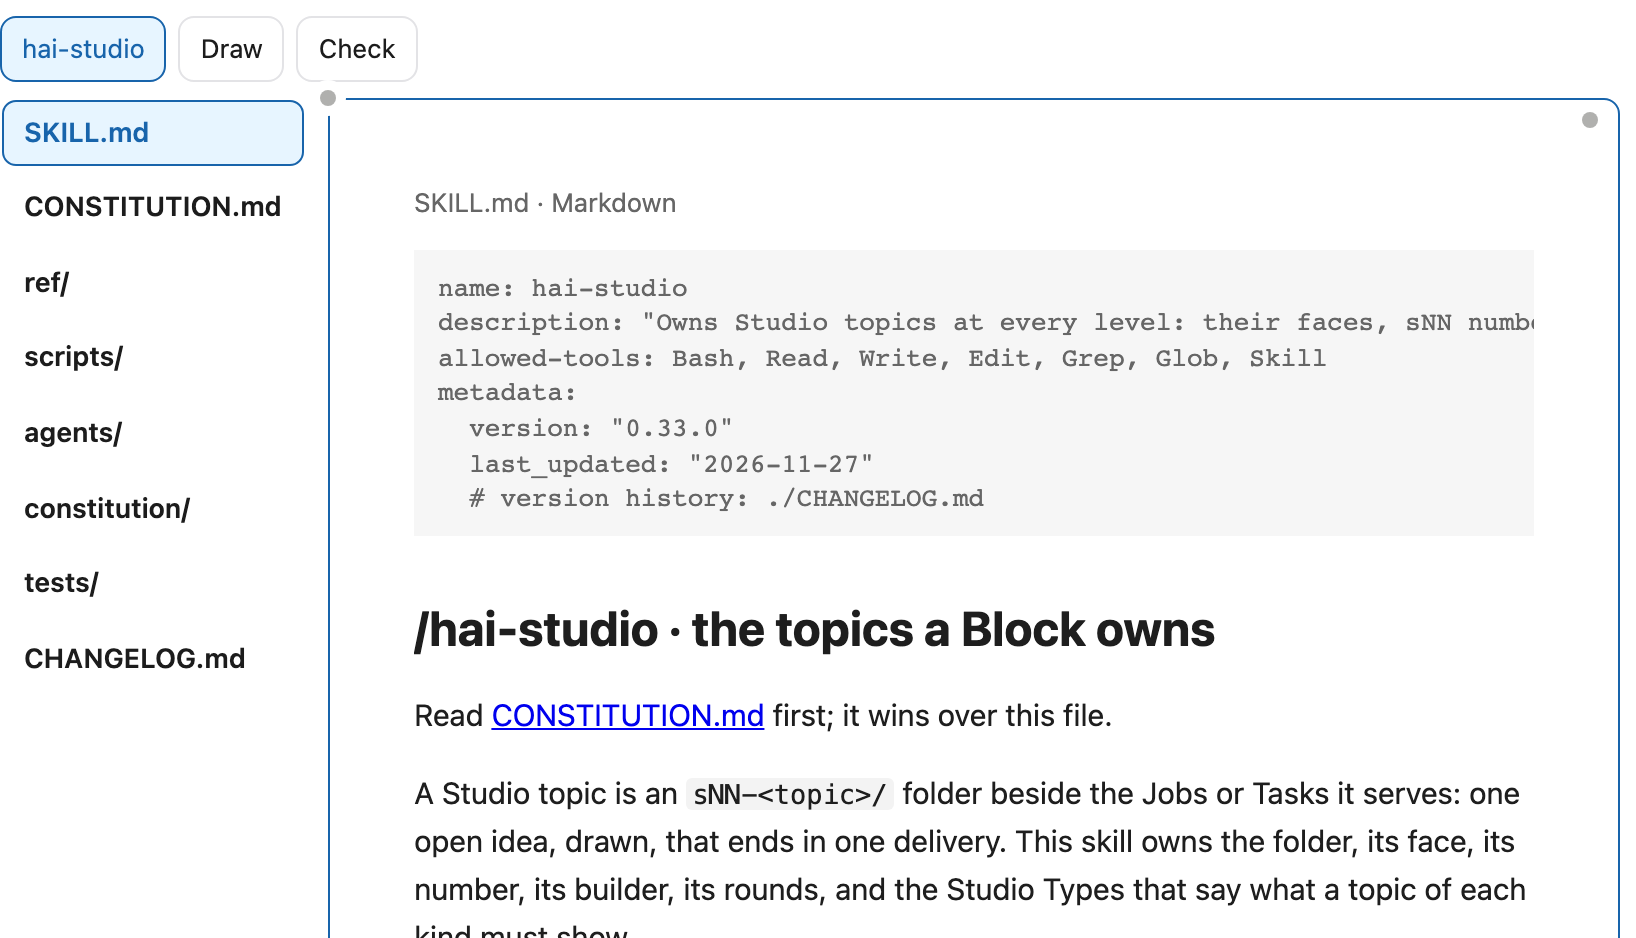 hai-studio
Draw
Check
SKILL.md
CONSTITUTION.md
ref/
scripts/
agents/
constitution/
tests/
CHANGELOG.md
SKILL.md · Markdown
name: hai-studio
description: "Owns Studio topics at every level: their faces, sNN numb
allowed-tools: Bash, Read, Write, Edit, Grep, Glob, Skill
metadata:
  version: "0.33.0"
  last_updated: "2026-11-27"
  # version history: ./CHANGELOG.md
/hai-studio · the topics a Block owns
Read CONSTITUTION.md first; it wins over this file.
A Studio topic is an sNN-<topic>/ folder beside the Jobs or Tasks it serves: one
open idea, drawn, that ends in one delivery. This skill owns the folder, its face, its
number, its builder, its rounds, and the Studio Types that say what a topic of each
kind must show.